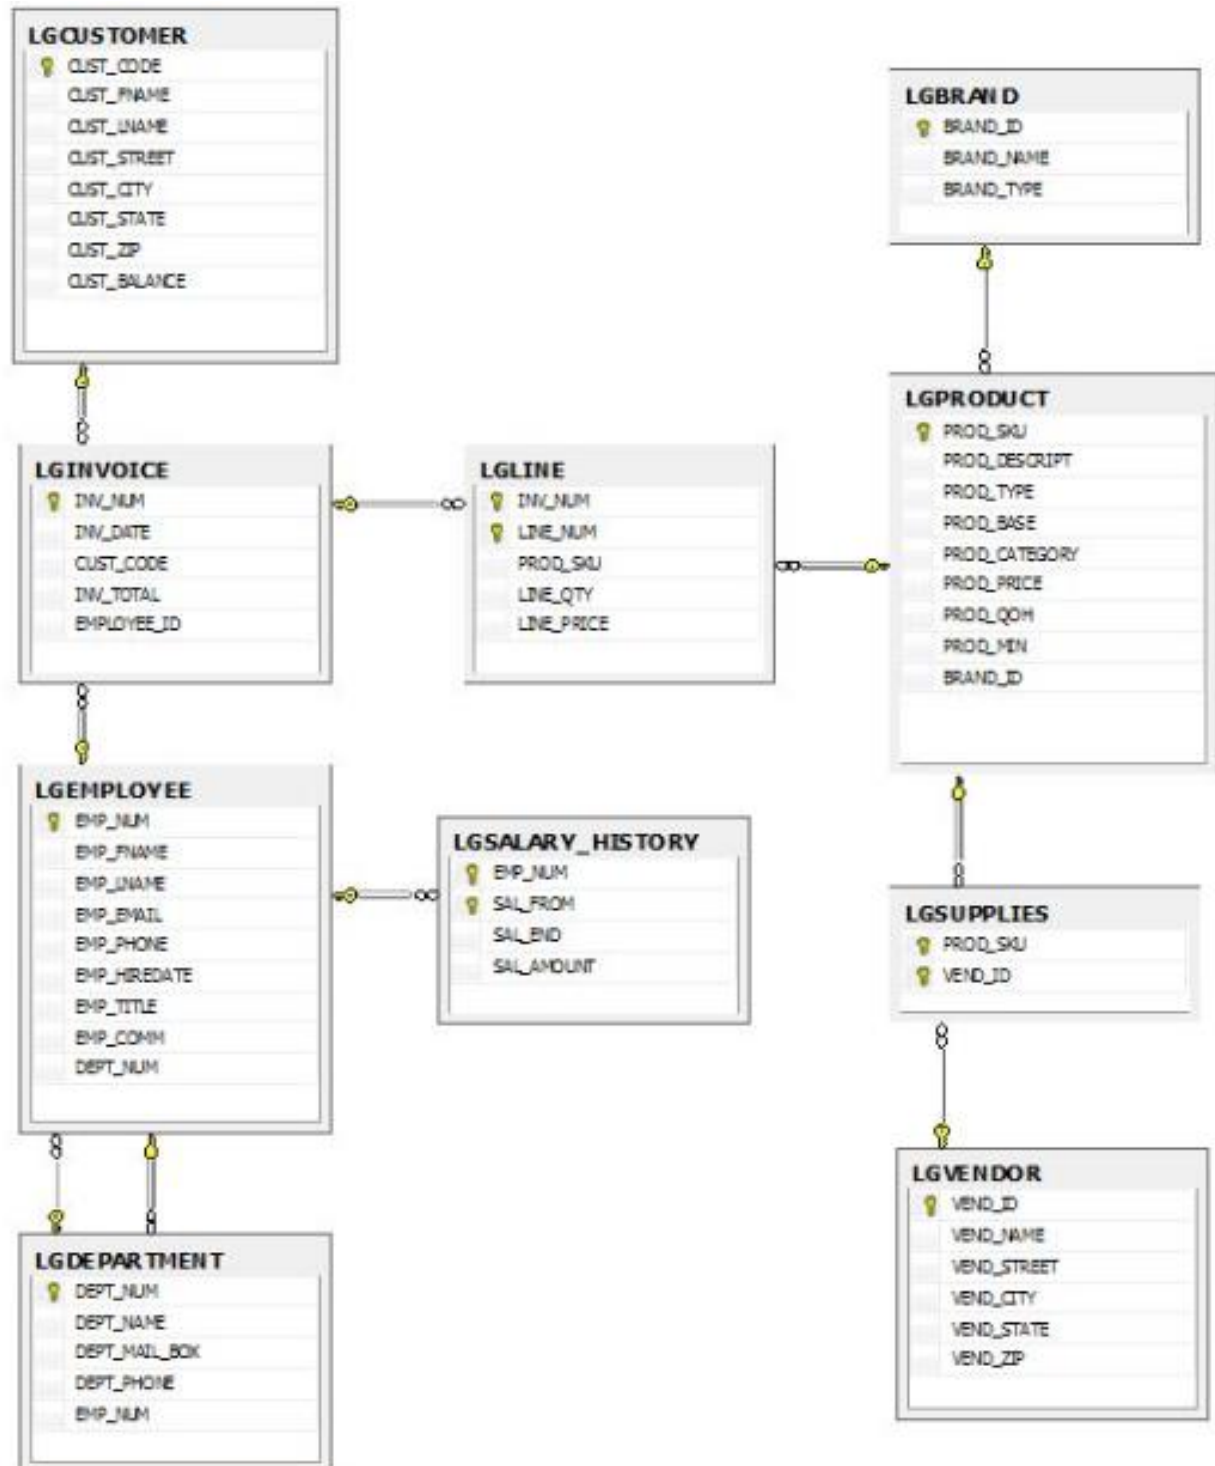 LGCUSTOMER
CUST_CODE
CUST_FNAME
CUST_LNAME
CUST_STREET
CUST_CITY
CUST_STATE
CUST_ZIP
CUST_BALANCE
LGBRAND
BRAND_ID
BRAND_NAME
BRAND_TYPE
LGINVOICE
INV_NUM
INV_DATE
CUST_CODE
INV_TOTAL
EMPLOYEE_ID
LGLINE
INV_NUM
LINE_NUM
PROD_SKU
LINE_QTY
LINE_PRICE
LGPRODUCT
PROD_SKU
PROD_DESCRIPT
PROD_TYPE
PROD_BASE
PROD_CATEGORY
PROD_PRICE
PROD_QOH
PROD_MIN
BRAND_ID
LGEMPLOYEE
EMP_NUM
EMP_FNAME
EMP_LNAME
EMP_EMAIL
EMP_PHONE
EMP_HIREDATE
EMP_TITLE
EMP_COMM
DEPT_NUM
LGSALARY_HISTORY
EMP_NUM
SAL_FROM
SAL_END
SAL_AMOUNT
LGSUPPLIES
PROD_SKU
VEND_ID
LGDEPARTMENT
DEPT_NUM
DEPT_NAME
DEPT_MAIL_BOX
DEPT_PHONE
EMP_NUM
LGVENDOR
VEND_ID
VEND_NAME
VEND_STREET
VEND_CITY
VEND_STATE
VEND_ZIP